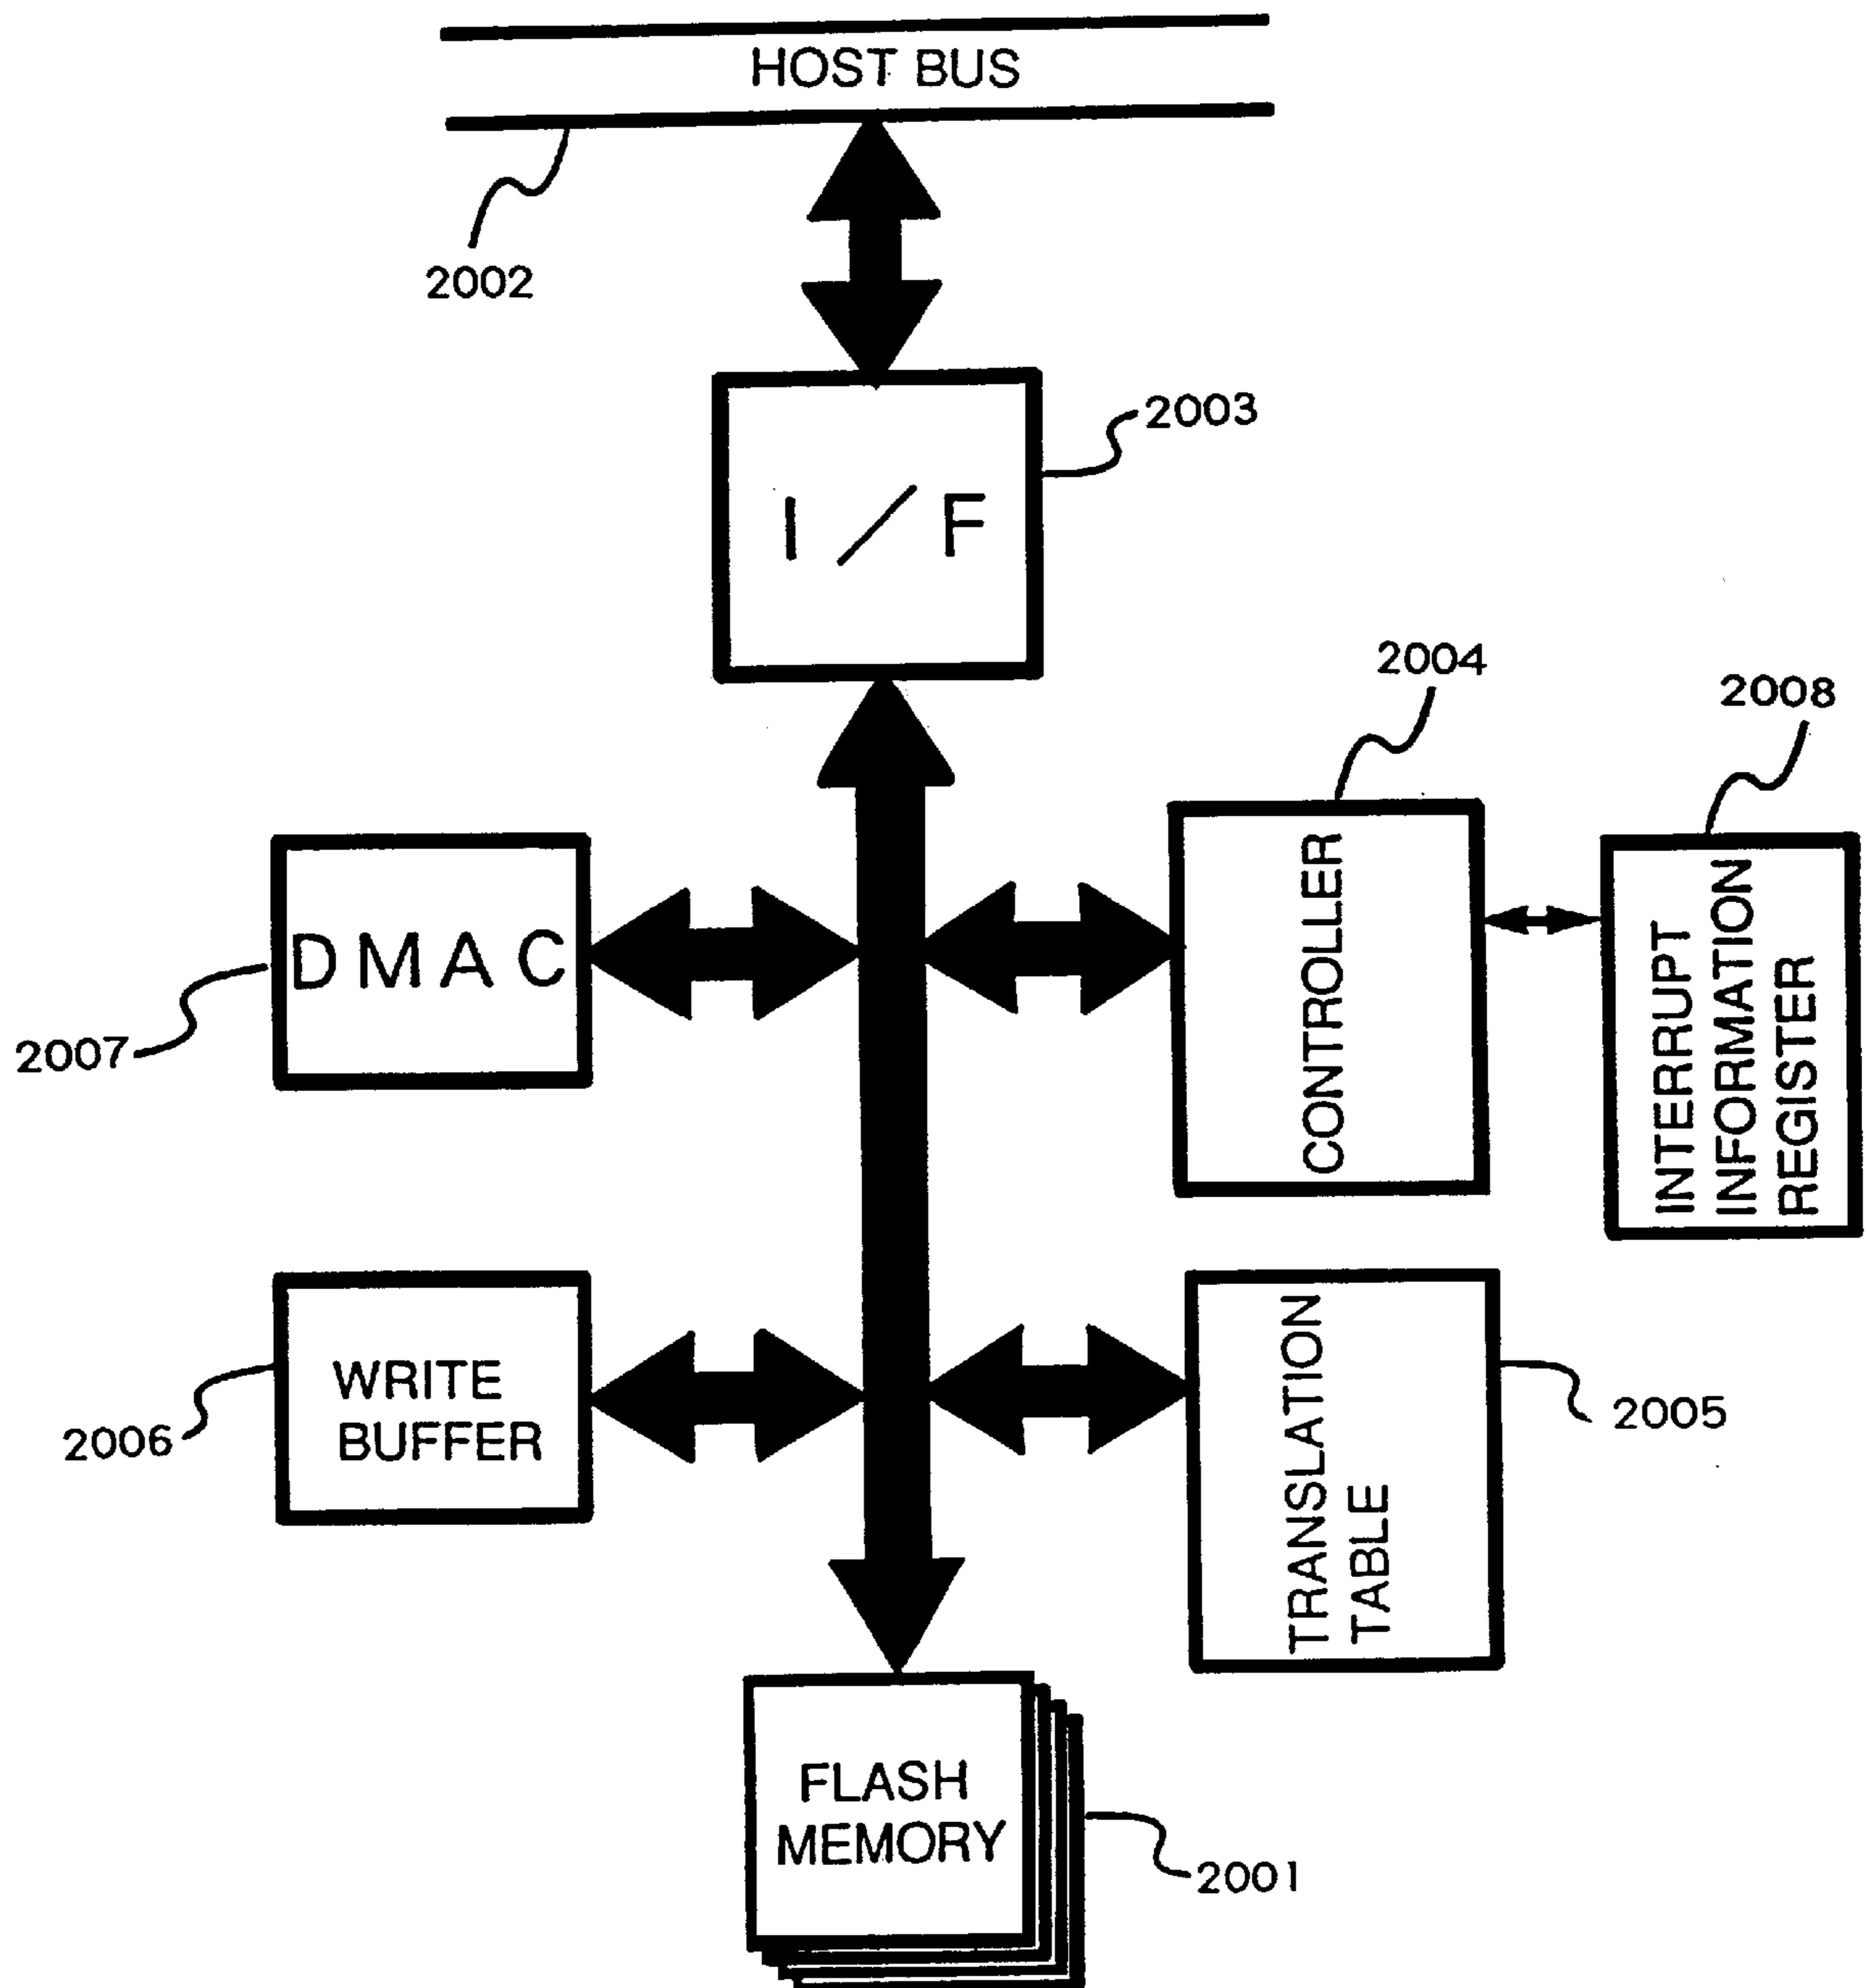 HOST BUS
2002
2003
I/F
2004
2008
DMAC
2007
CONTROLLER
INTERRUPT
INFORMATION
REGISTER
WRITE
BUFFER
2006
TRANSLATION
TABLE
2005
FLASH
MEMORY
2001